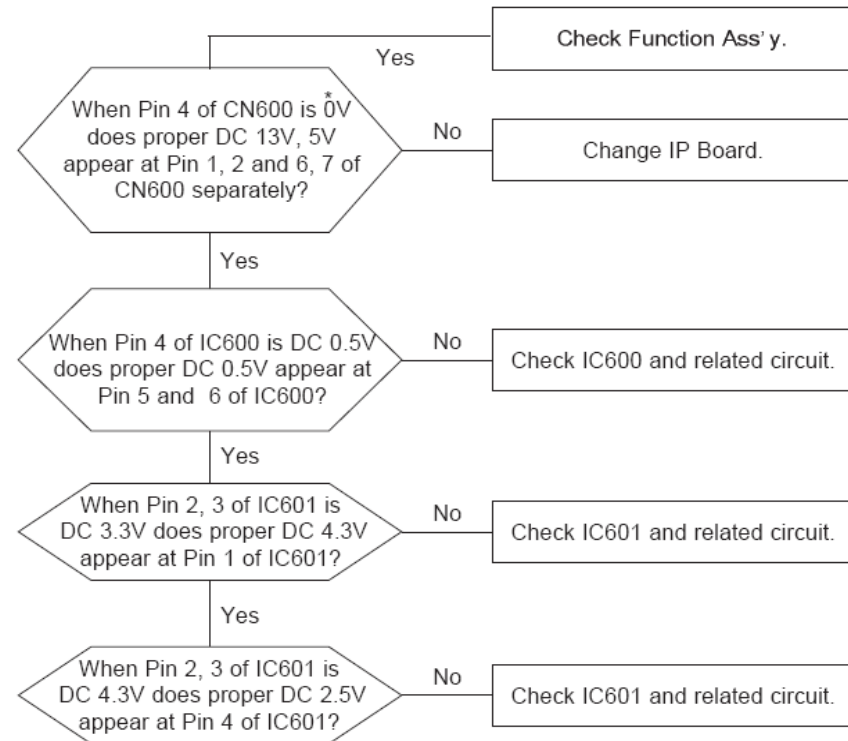 Check Function Ass'y.
Yes
When Pin 4 of CN600 is 0V
*
does proper DC 13V, 5V
appear at Pin 1, 2 and 6, 7 of
CN600 separately?
No
Change IP Board.
Yes
When Pin 4 of IC600 is DC 0.5V
does proper DC 0.5V appear at
Pin 5 and 6 of IC600?
No
Check IC600 and related circuit.
Yes
When Pin 2, 3 of IC601 is
DC 3.3V does proper DC 4.3V
appear at Pin 1 of IC601?
No
Check IC601 and related circuit.
Yes
When Pin 2, 3 of IC601 is
DC 4.3V does proper DC 2.5V
appear at Pin 4 of IC601?
No
Check IC601 and related circuit.